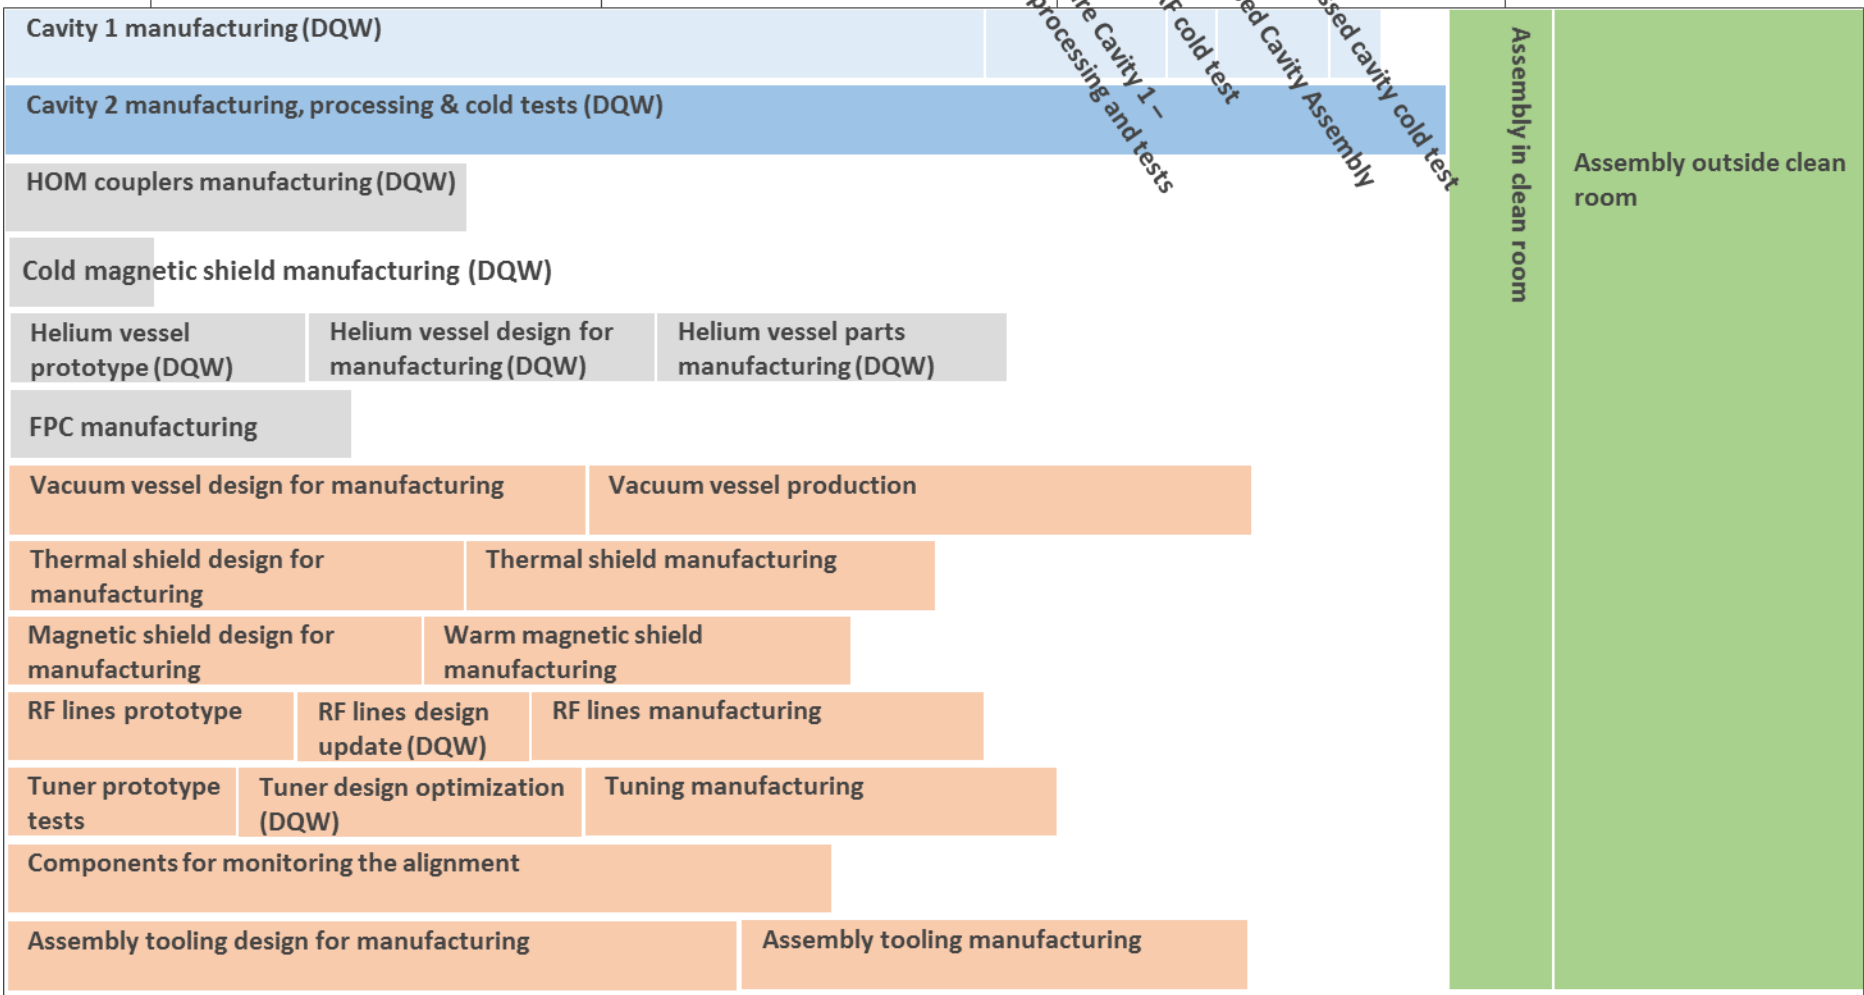 Cavity 1 manufacturing (DQW)
Cavity 1 –
processing and tests
cold test
Cavity Assembly
cavity cold test
Cavity 2 manufacturing, processing & cold tests (DQW)
HOM couplers manufacturing (DQW)
Cold magnetic shield manufacturing (DQW)
Helium vessel
prototype (DQW)
Helium vessel design for
manufacturing (DQW)
Helium vessel parts
manufacturing (DQW)
FPC manufacturing
Vacuum vessel design for manufacturing
Vacuum vessel production
Thermal shield design for
manufacturing
Thermal shield manufacturing
Magnetic shield design for
manufacturing
Warm magnetic shield
manufacturing
RF lines prototype
RF lines design
update (DQW)
RF lines manufacturing
Tuner prototype
tests
Tuner design optimization
(DQW)
Tuning manufacturing
Components for monitoring the alignment
Assembly tooling design for manufacturing
Assembly tooling manufacturing
Assembly in clean room
Assembly outside clean
room